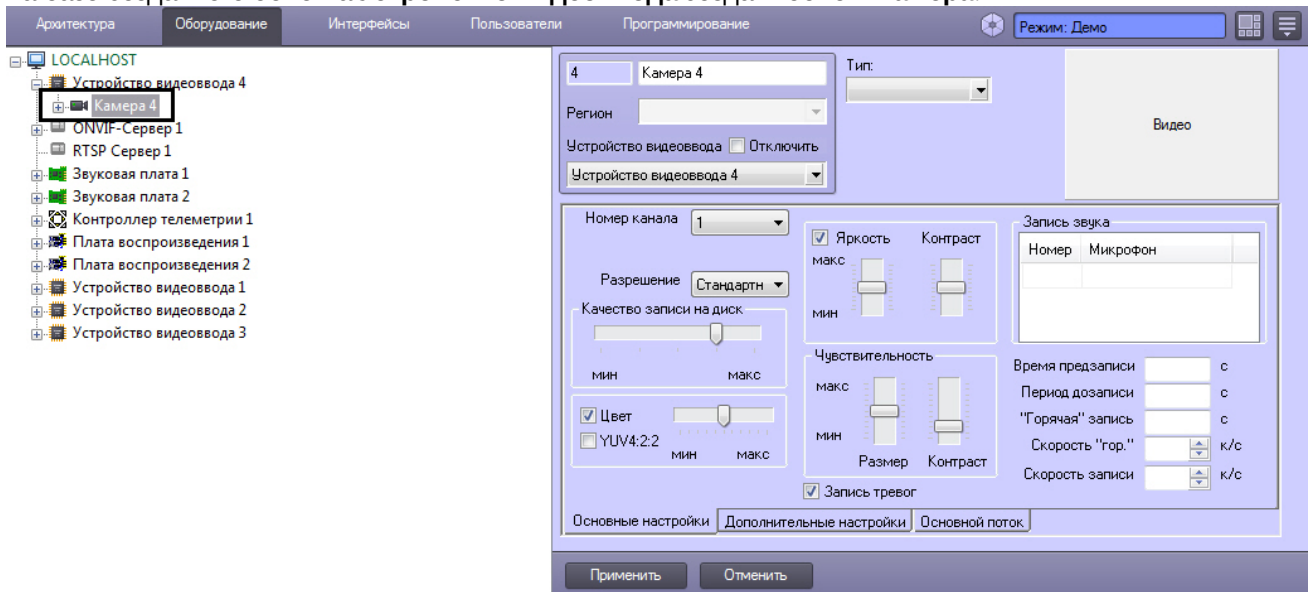 Архитектура Оборудование Интерфейсы Пользователи Программирование Режим: Демо
LOCALHOST
Устройство видеоввода 4
Камера 4
ONVIF-Сервер 1
RTSP Сервер 1
Звуковая плата 1
Звуковая плата 2
Контроллер телеметрии 1
Плата воспроизведения 1
Плата воспроизведения 2
Устройство видеоввода 1
Устройство видеоввода 2
Устройство видеоввода 3
4 Камера 4 Тип:
Регион
Видео
Устройство видеоввода Отключить
Устройство видеоввода 4
Номер канала 1
Разрешение Стандартн
Качество записи на диск
мин макс
Цвет
YUV4:2:2
мин макс
Яркость Контраст
макс
мин
Чувствительность
макс
мин
Размер Контраст
Запись тревог
Запись звука
Номер Микрофон
Время предзаписи с
Период дозаписи с
"Горячая" запись с
Скорость "гор." к/с
Скорость записи к/с
Основные настройки Дополнительные настройки Основной поток
Применить Отменить